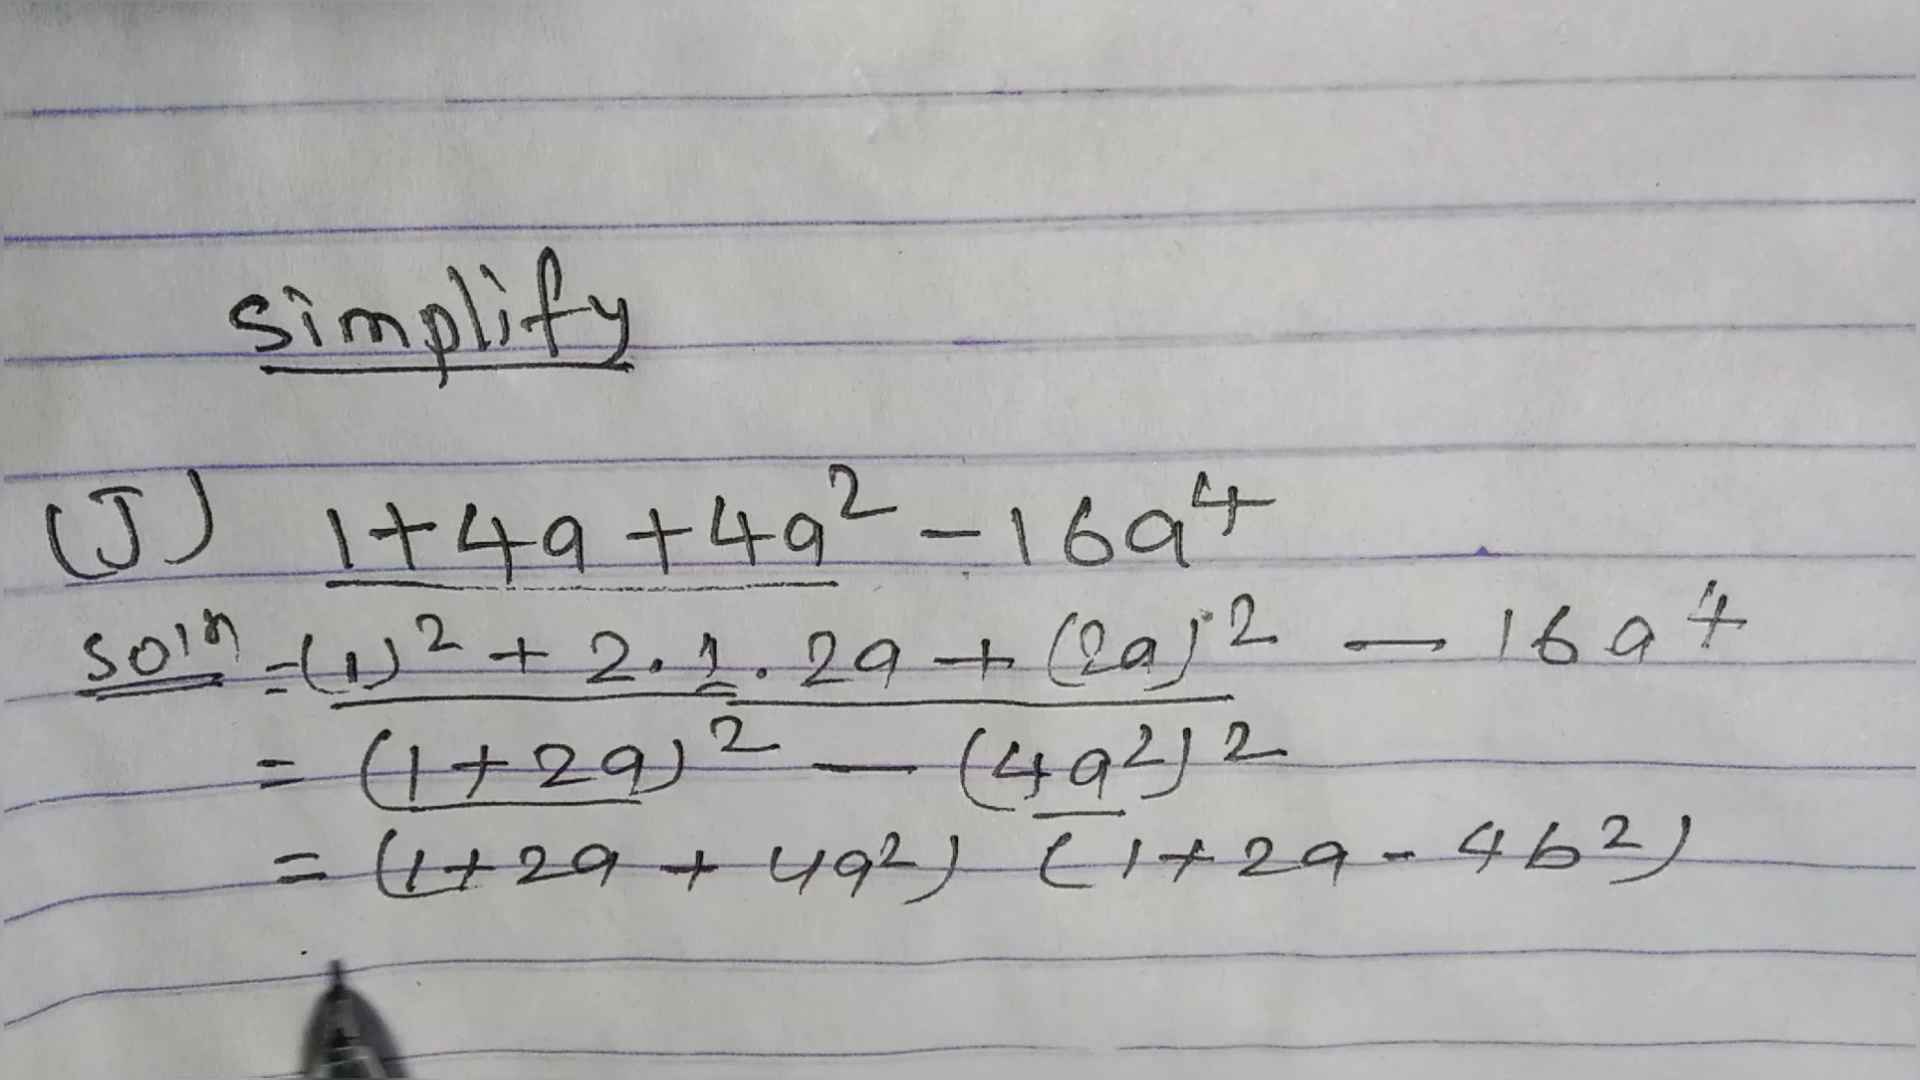 simplify
(J) 1+4a+4a²-16a⁴
Soln =(1)²+2.1.2a+(2a)²-16a⁴
=(1+2a)²-(4a²)²
=(1+2a+4a²)(1+2a-4b²)